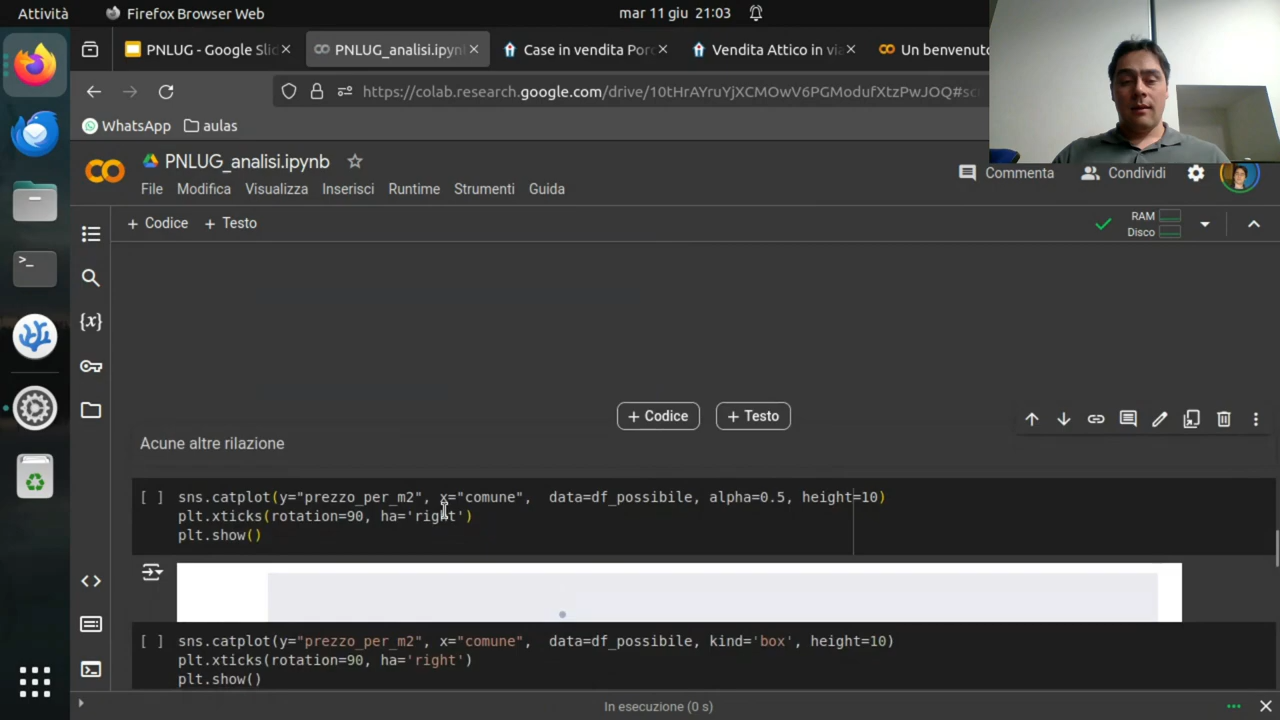 Attività
Firefox Browser Web
mar 11 giu 21:03
PNLUG - Google Slid
PNLUG_analisi.ipyn
Case in vendita Por
Vendita Attico in via
Un benvenuto
https://colab.research.google.com/drive/10tHrAYruYjXCMOwV6PGModufXtzPwJOQ#sc
WhatsApp
aulas
PNLUG_analisi.ipynb
File Modifica Visualizza Inserisci Runtime Strumenti Guida
Commenta
Condividi
+ Codice + Testo
RAM
Disco
+ Codice
+ Testo
Acune altre rilazione
[ ] sns.catplot(y="prezzo_per_m2", x="comune",  data=df_possibile, alpha=0.5, height=10)
plt.xticks(rotation=90, ha='right')
plt.show()
[ ] sns.catplot(y="prezzo_per_m2", x="comune",  data=df_possibile, kind='box', height=10)
plt.xticks(rotation=90, ha='right')
plt.show()
In esecuzione (0 s)